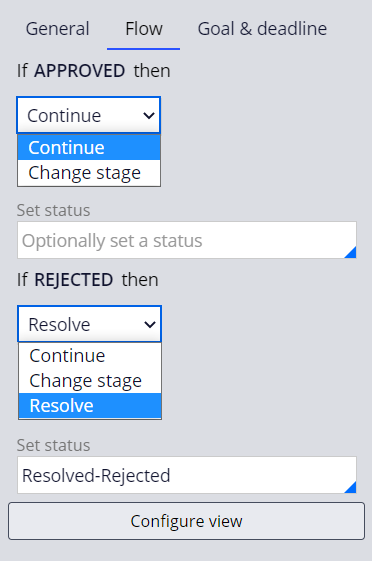 General Flow Goal & deadline
If APPROVED then
Continue
Continue
Change stage
Set status
Optionally set a status
If REJECTED then
Resolve
Continue
Change stage
Resolve
Set status
Resolved-Rejected
Configure view